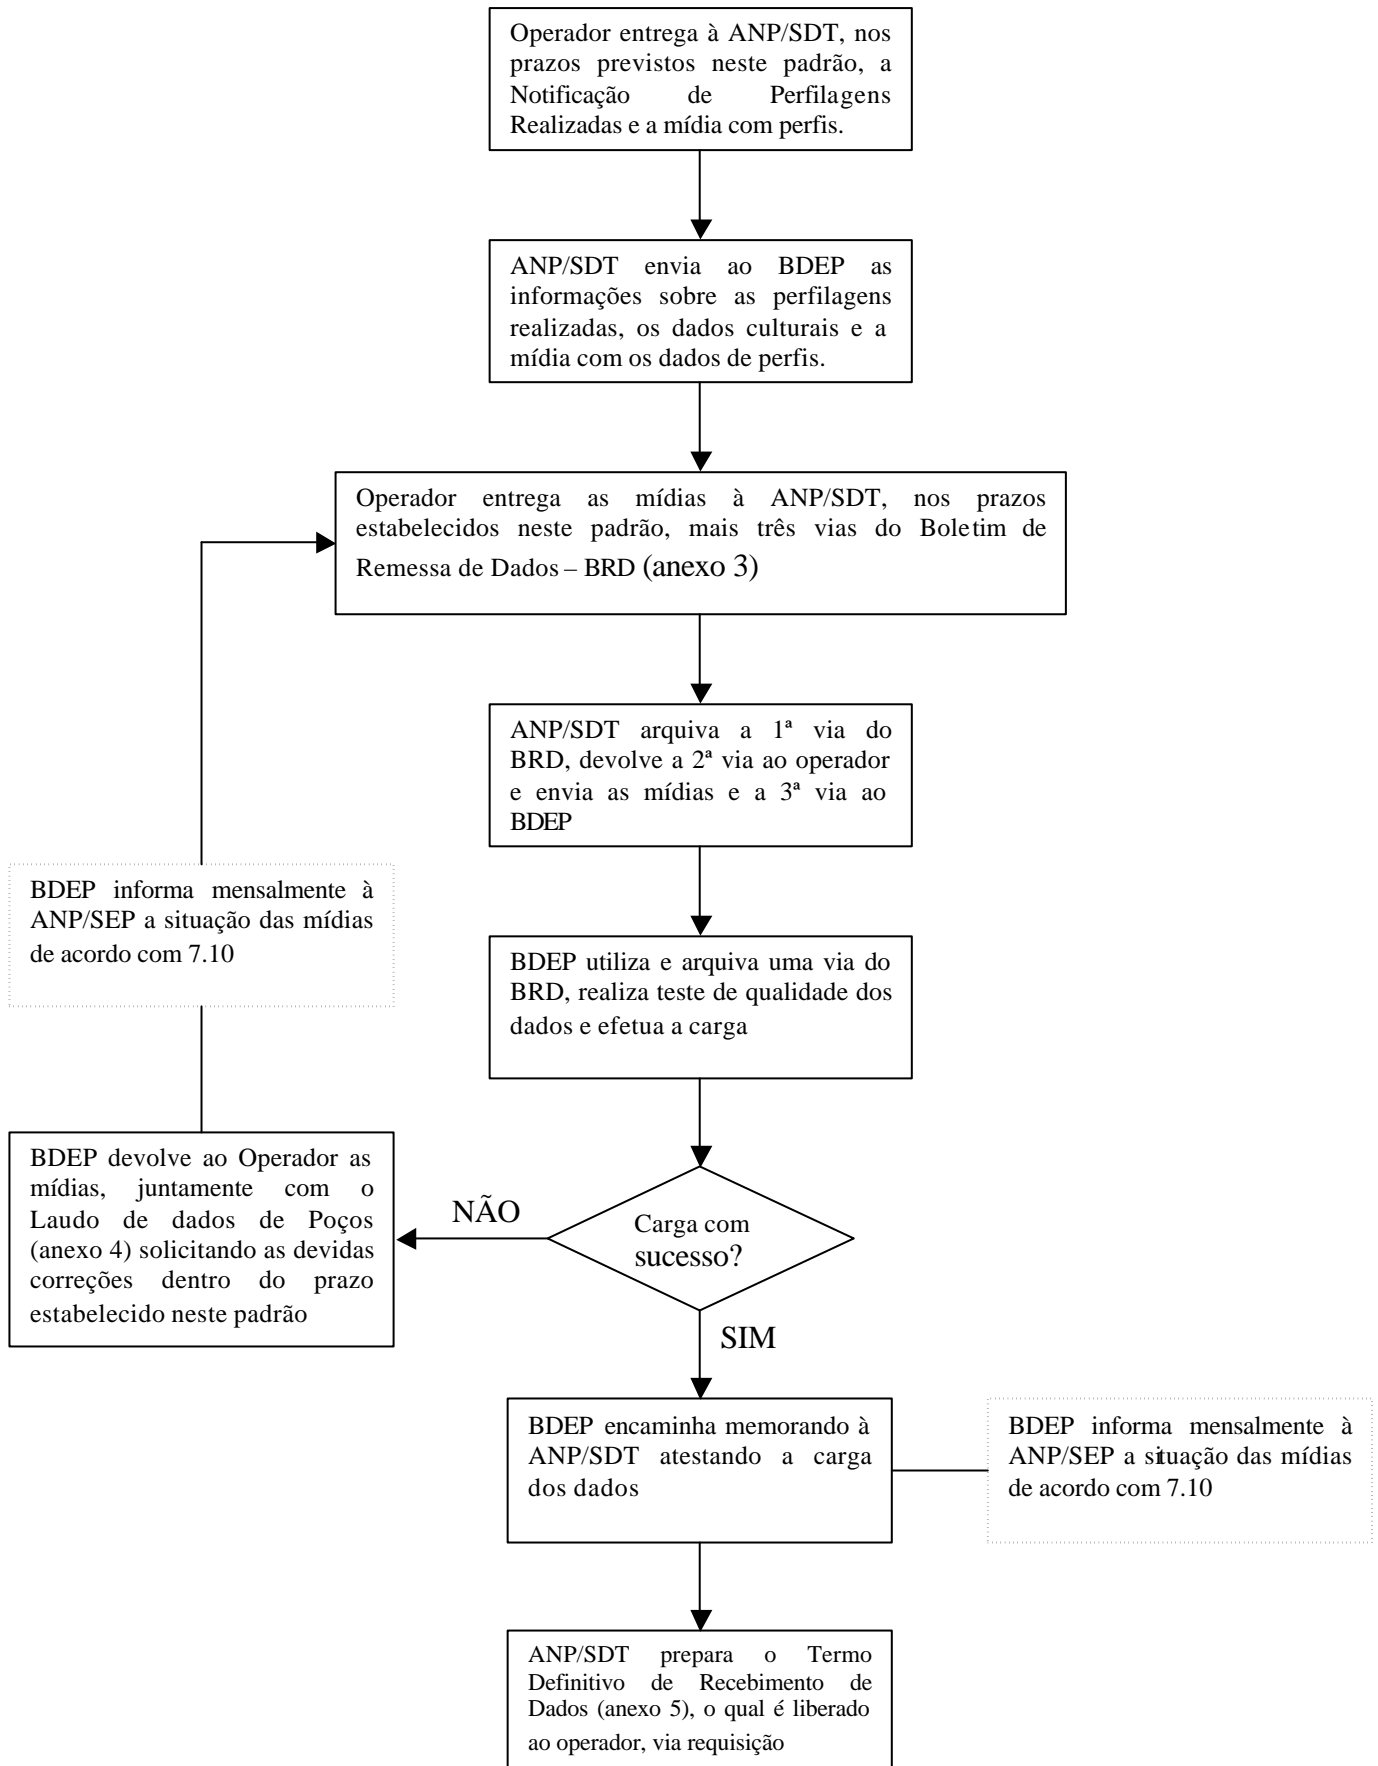 Operador entrega à ANP/SDT, nos
prazos previstos neste padrão, a
Notificação de Perfilagens
Realizadas e a mídia com perfis.
ANP/SDT envia ao BDEP as
informações sobre as perfilagens
realizadas, os dados culturais e a
mídia com os dados de perfis.
Operador entrega as mídias à ANP/SDT, nos prazos
estabelecidos neste padrão, mais três vias do Boletim de
Remessa de Dados – BRD (anexo 3)
ANP/SDT arquiva a 1ª via do
BRD, devolve a 2ª via ao operador
e envia as mídias e a 3ª via ao
BDEP
BDEP informa mensalmente à
ANP/SEP a situação das mídias
de acordo com 7.10
BDEP utiliza e arquiva uma via do
BRD, realiza teste de qualidade dos
dados e efetua a carga
BDEP devolve ao Operador as
mídias, juntamente com o
Laudo de dados de Poços
(anexo 4) solicitando as devidas
correções dentro do prazo
estabelecido neste padrão
NÃO
Carga com
sucesso?
SIM
BDEP encaminha memorando à
ANP/SDT atestando a carga
dos dados
BDEP informa mensalmente à
ANP/SEP a situação das mídias
de acordo com 7.10
ANP/SDT prepara o Termo
Definitivo de Recebimento de
Dados (anexo 5), o qual é liberado
ao operador, via requisição